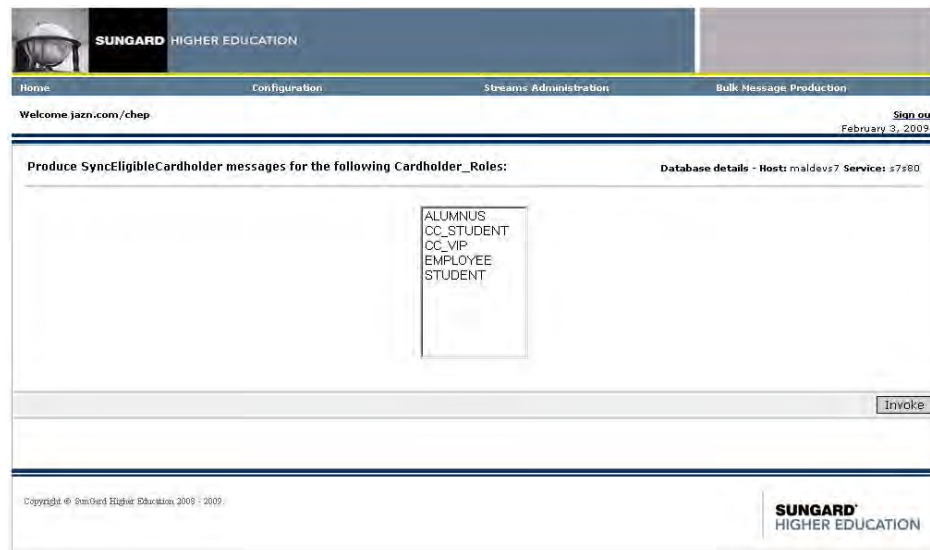 SUNGARD HIGHER EDUCATION
Home Configuration Streams Administration Bulk Message Production
Welcome jazn.com/chep Sign ou
February 3, 2009
Produce SyncEligibleCardholder messages for the following Cardholder_Roles: Database details - Host: maldevs7 Service: s7s80
ALUMNUS
CC_STUDENT
CC_VIP
EMPLOYEE
STUDENT
Invoke
Copyright © SunGard Higher Education 2008 - 2009.
SUNGARD'
HIGHER EDUCATION